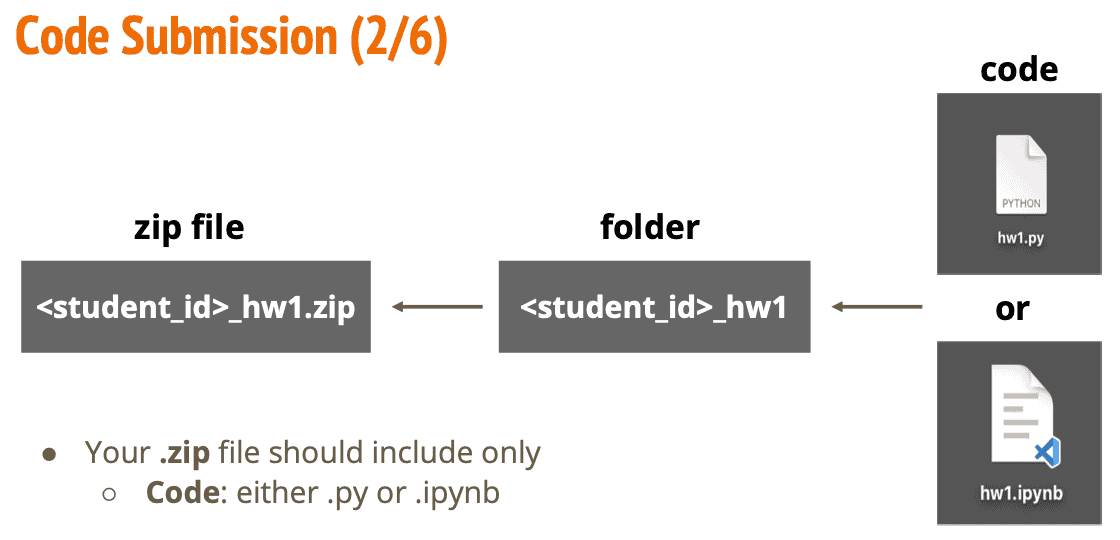 Code Submission (2/6)
code
PYTHON
hw1.py
zip file
folder
<student_id>_hw1.zip
<student_id>_hw1
or
hw1.ipynb
● Your .zip file should include only
○ Code: either .py or .ipynb